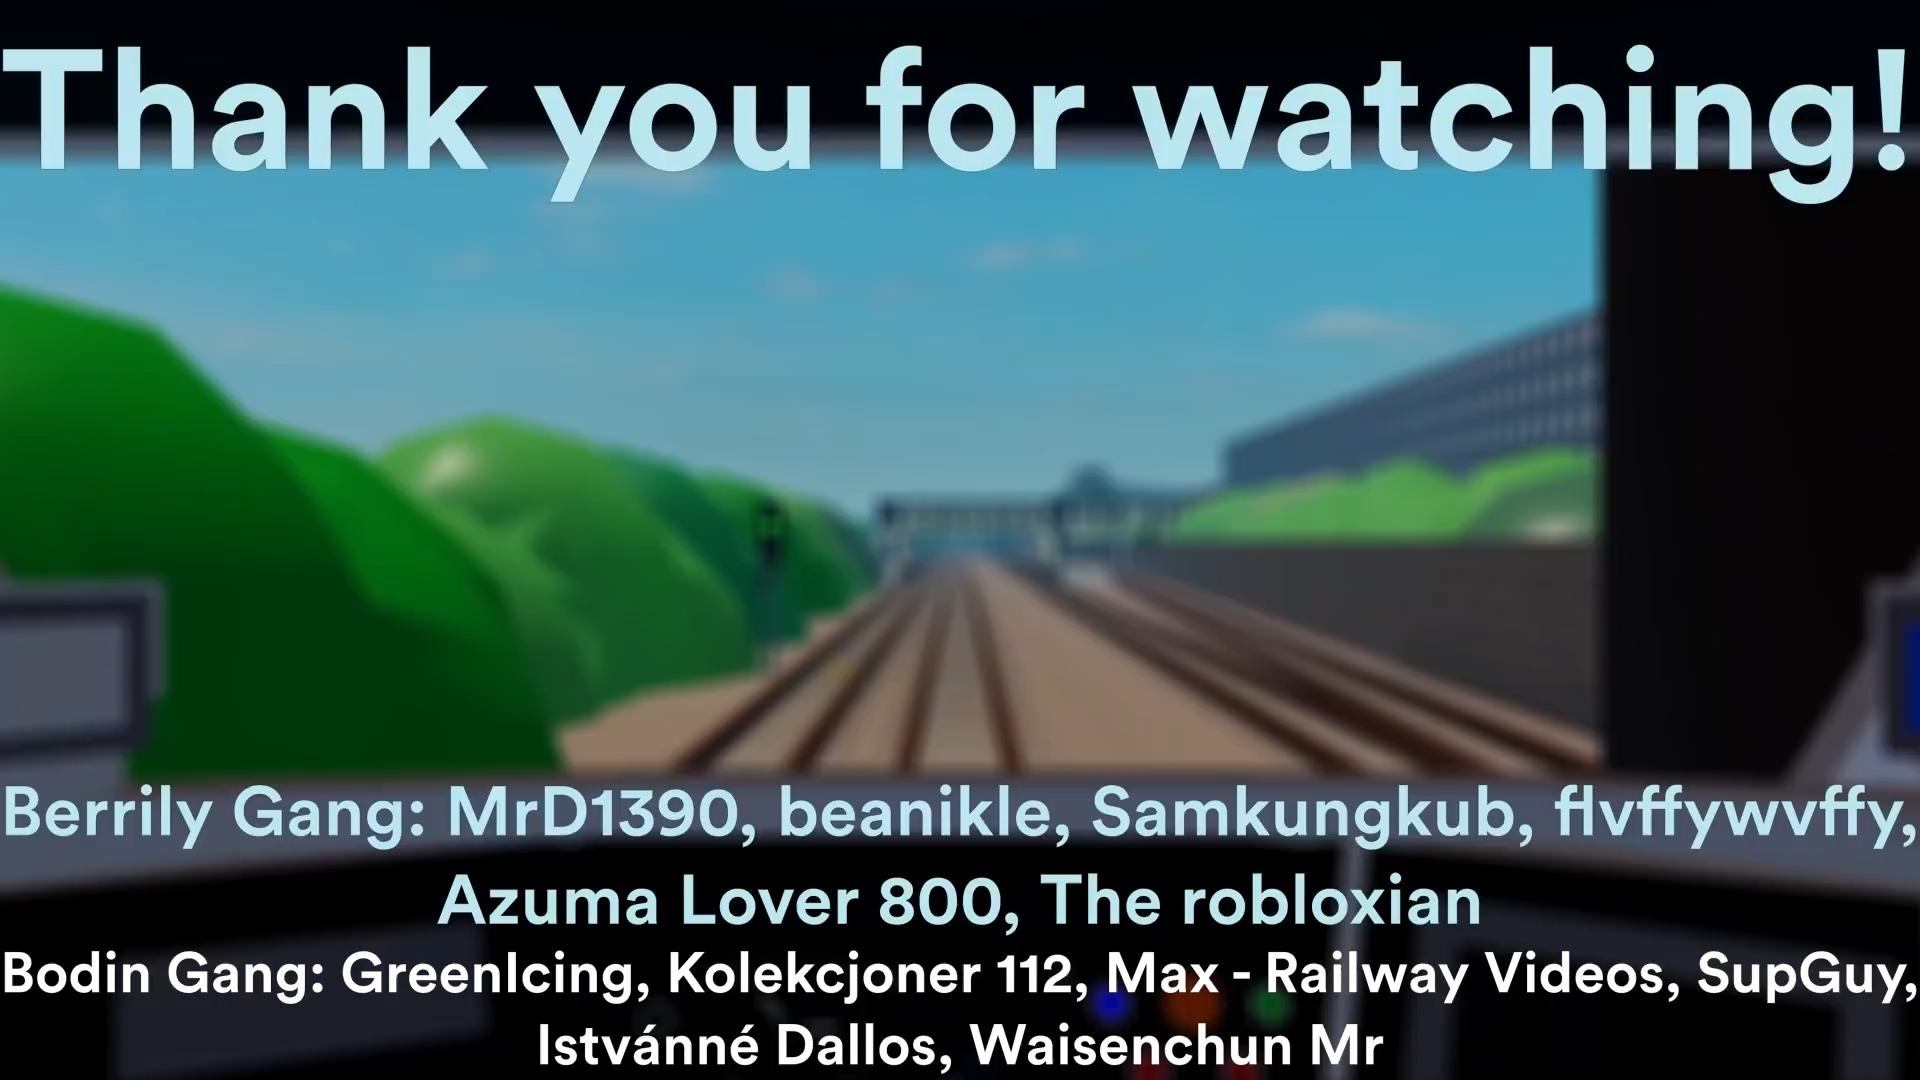 Thank you for watching!
Berrily Gang: MrD1390, beanikle, Samkungkub, flvffywvffy,
Azuma Lover 800, The robloxian
Bodin Gang: GreenIcing, Kolekcjoner 112, Max - Railway Videos, SupGuy,
Istvánné Dallos, Waisenchun Mr